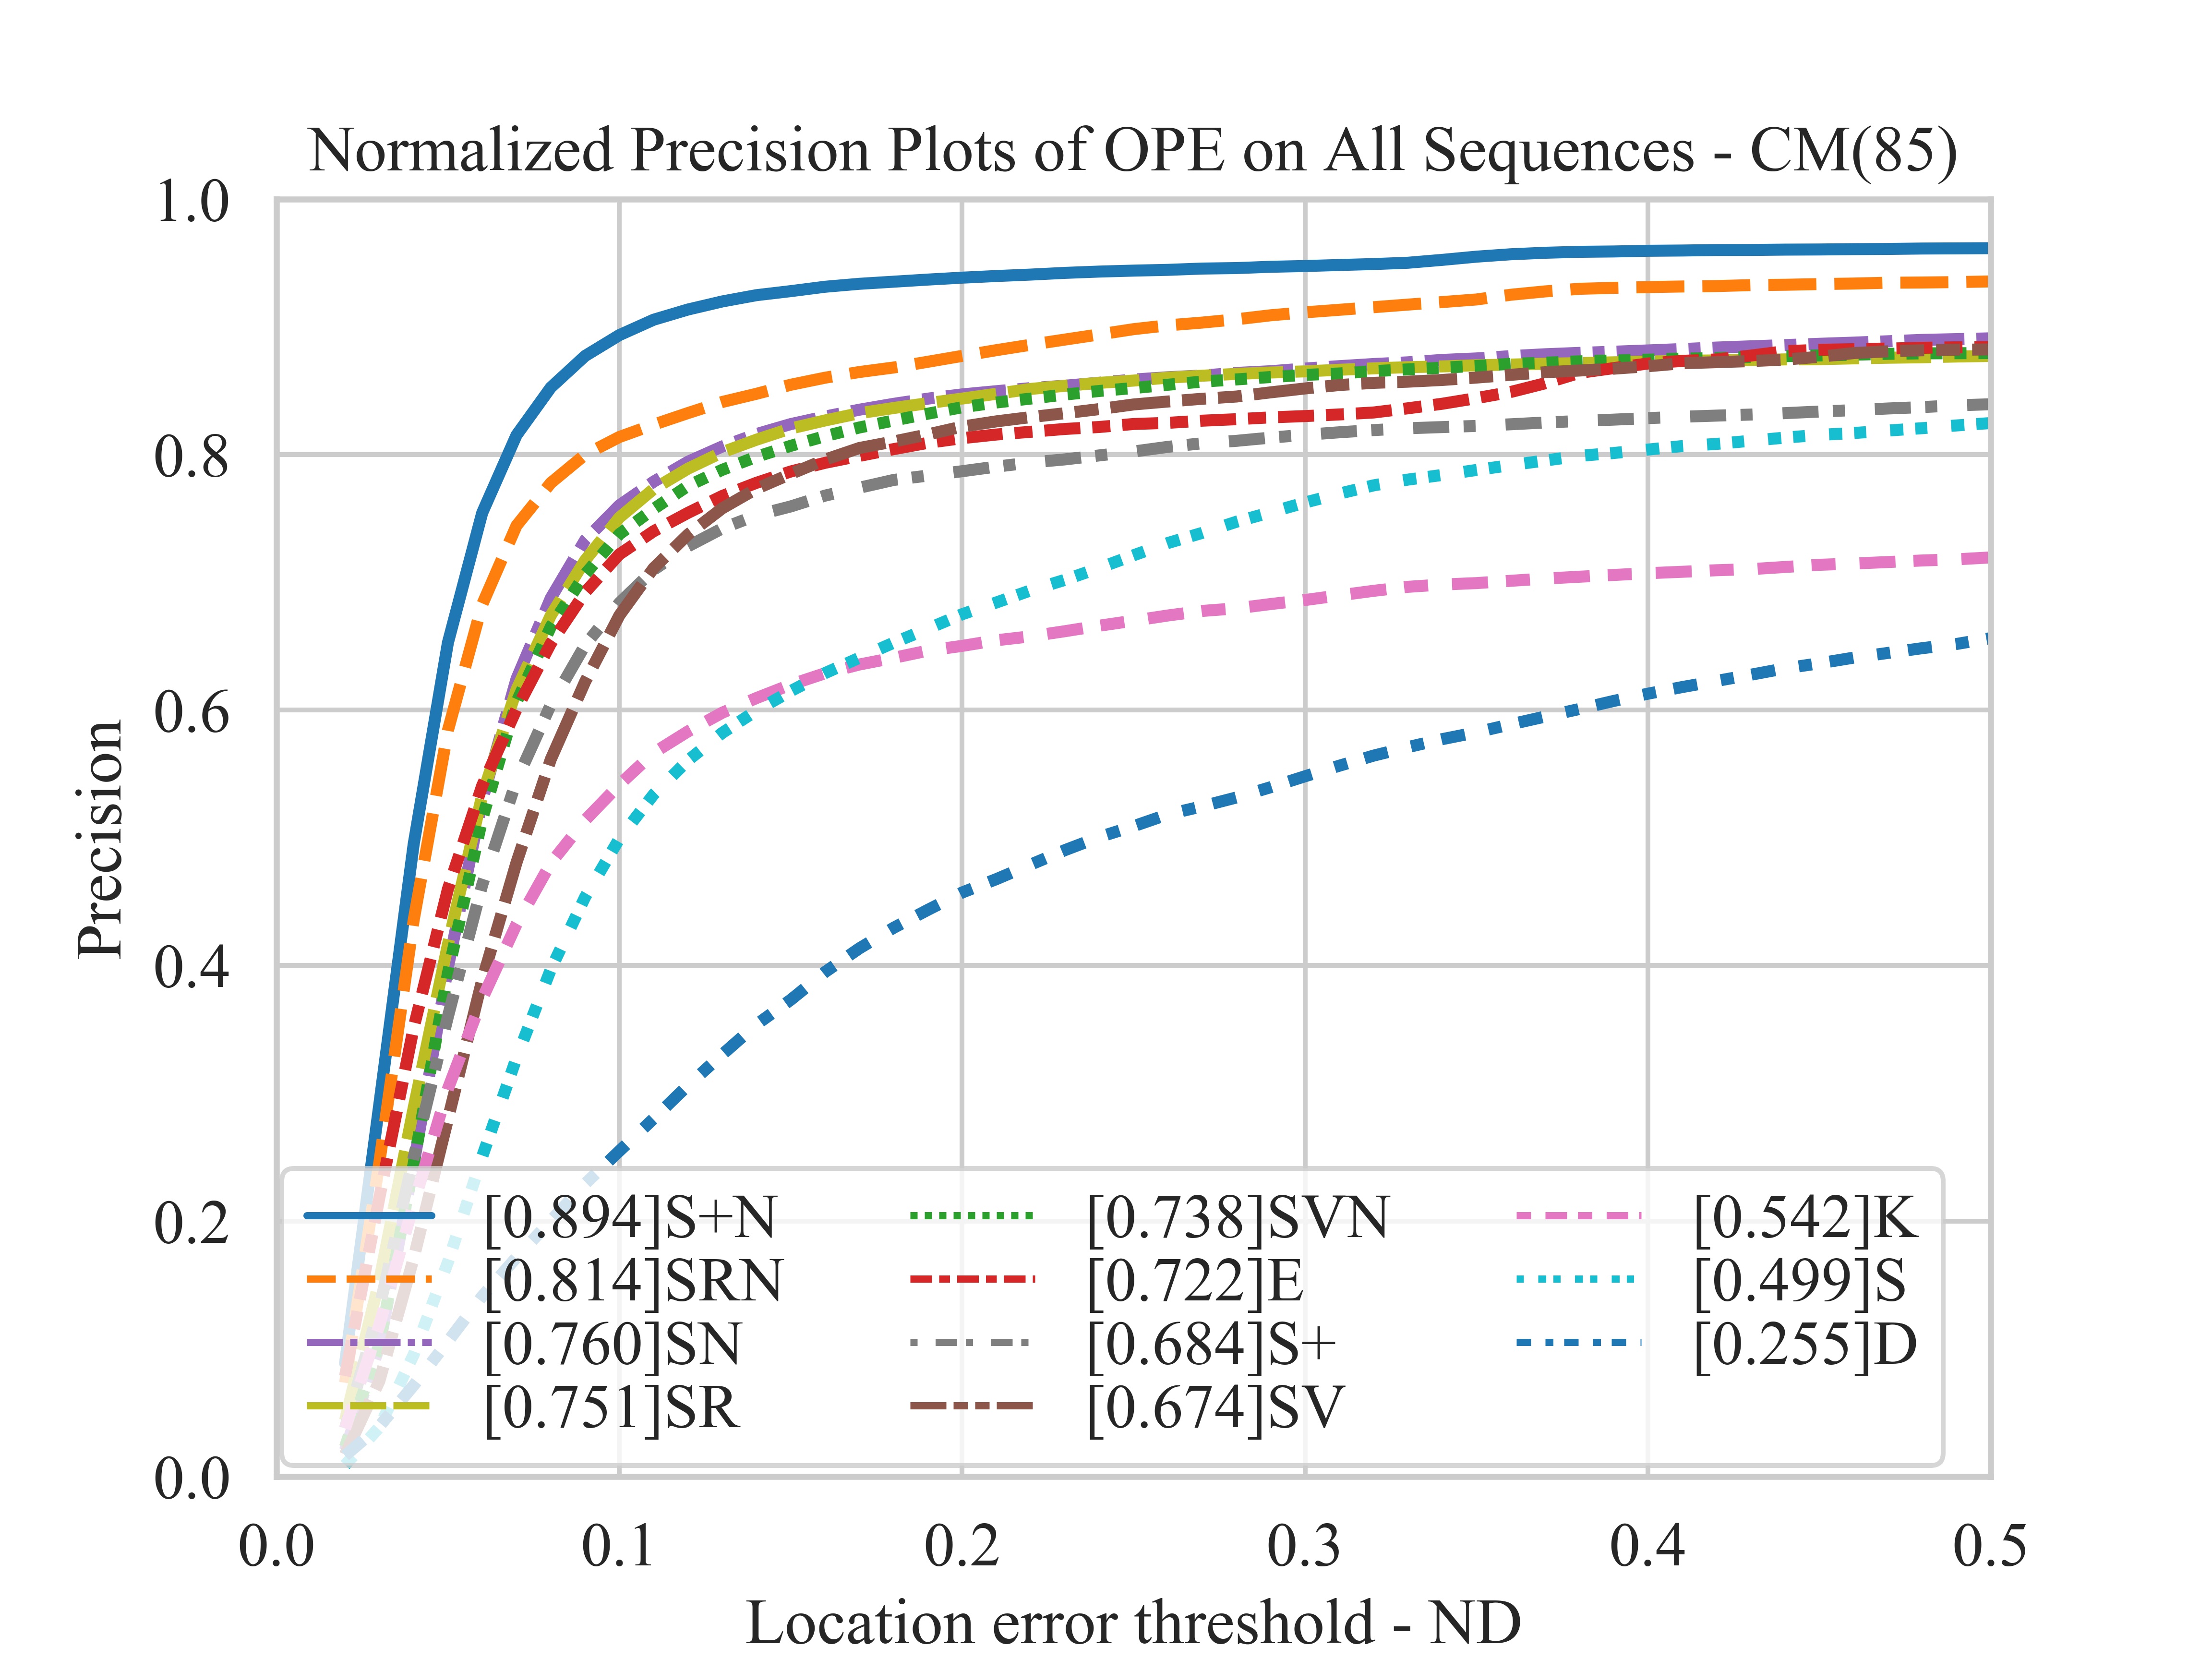 Normalized Precision Plots of OPE on All Sequences - CM(85)
1.0
0.8
0.6
0.4
0.2
0.0
Precision
[0.894]S+N
[0.814]SRN
[0.760]SN
[0.751]SR
[0.738]SVN
[0.722]E
[0.684]S+
[0.674]SV
[0.542]K
[0.499]S
[0.255]D
0.0 0.1 0.2 0.3 0.4 0.5
Location error threshold - ND